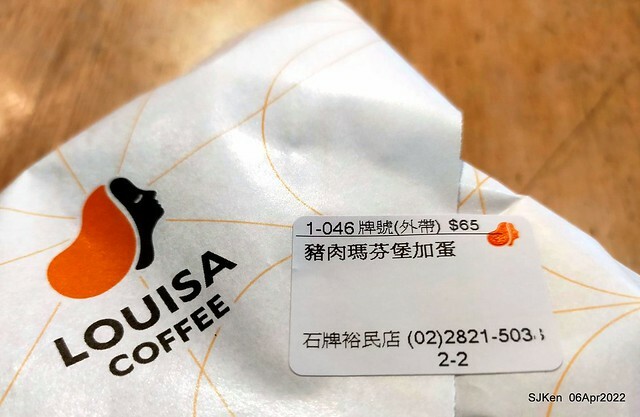 LOUISA
COFFEE
1-046 牌號(外帶) $65
豬肉瑪芬堡加蛋
石牌裕民店 (02)2821-503
2-2
SJKen 06Apr2022